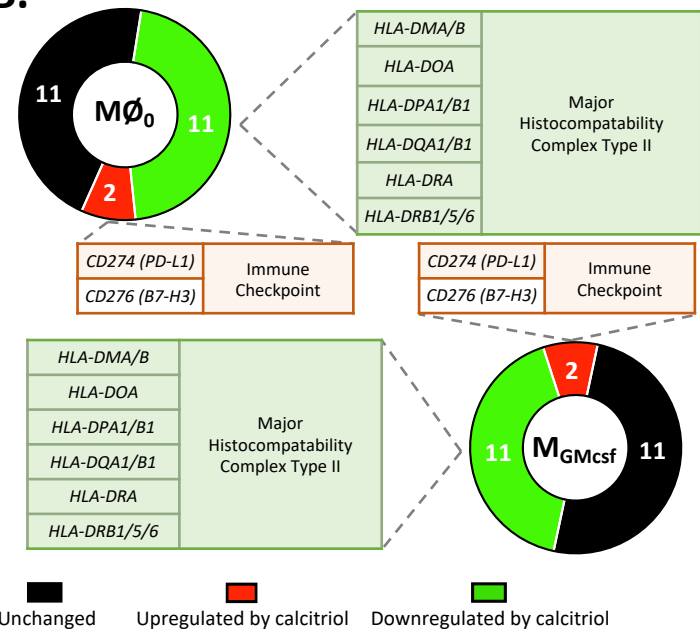 11
MØ0
11
2
HLA-DMA/B
HLA-DOA
HLA-DPA1/B1
HLA-DQA1/B1
HLA-DRA
HLA-DRB1/5/6
Major
Histocompatability
Complex Type II
CD274 (PD-L1)
CD276 (B7-H3)
Immune
Checkpoint
CD274 (PD-L1)
CD276 (B7-H3)
Immune
Checkpoint
HLA-DMA/B
HLA-DOA
HLA-DPA1/B1
HLA-DQA1/B1
HLA-DRA
HLA-DRB1/5/6
Major
Histocompatability
Complex Type II
2
11
MGMcsf
11
Unchanged
Upregulated by calcitriol
Downregulated by calcitriol